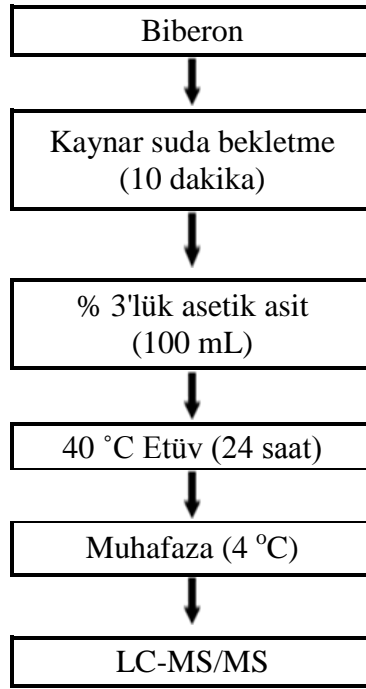 Biberon
Kaynar suda bekletme
(10 dakika)
% 3'lük asetik asit
(100 mL)
40 ˚C Etüv (24 saat)
Muhafaza (4 °C)
LC-MS/MS